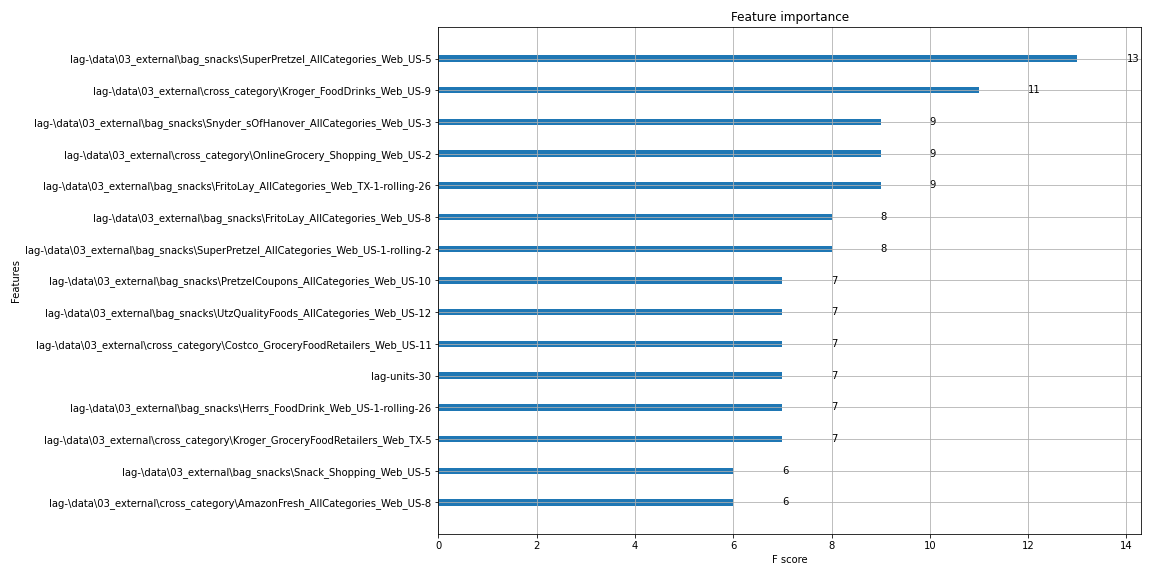 Feature importance
Features
lag-\data\03_external\bag_snacks\SuperPretzel_AllCategories_Web_US-5
13
lag-\data\03_external\cross_category\Kroger_FoodDrinks_Web_US-9
11
lag-\data\03_external\bag_snacks\Snyder_sOfHanover_AllCategories_Web_US-3
9
lag-\data\03_external\cross_category\OnlineGrocery_Shopping_Web_US-2
9
lag-\data\03_external\bag_snacks\FritoLay_AllCategories_Web_TX-1-rolling-26
9
lag-\data\03_external\bag_snacks\FritoLay_AllCategories_Web_US-8
8
lag-\data\03_external\bag_snacks\SuperPretzel_AllCategories_Web_US-1-rolling-2
8
lag-\data\03_external\bag_snacks\PretzelCoupons_AllCategories_Web_US-10
7
lag-\data\03_external\bag_snacks\UtzQualityFoods_AllCategories_Web_US-12
7
lag-\data\03_external\cross_category\Costco_GroceryFoodRetailers_Web_US-11
7
lag-units-30
7
lag-\data\03_external\bag_snacks\Herrs_FoodDrink_Web_US-1-rolling-26
7
lag-\data\03_external\cross_category\Kroger_GroceryFoodRetailers_Web_TX-5
7
lag-\data\03_external\bag_snacks\Snack_Shopping_Web_US-5
6
lag-\data\03_external\cross_category\AmazonFresh_AllCategories_Web_US-8
6
0 2 4 6 8 10 12 14
F score